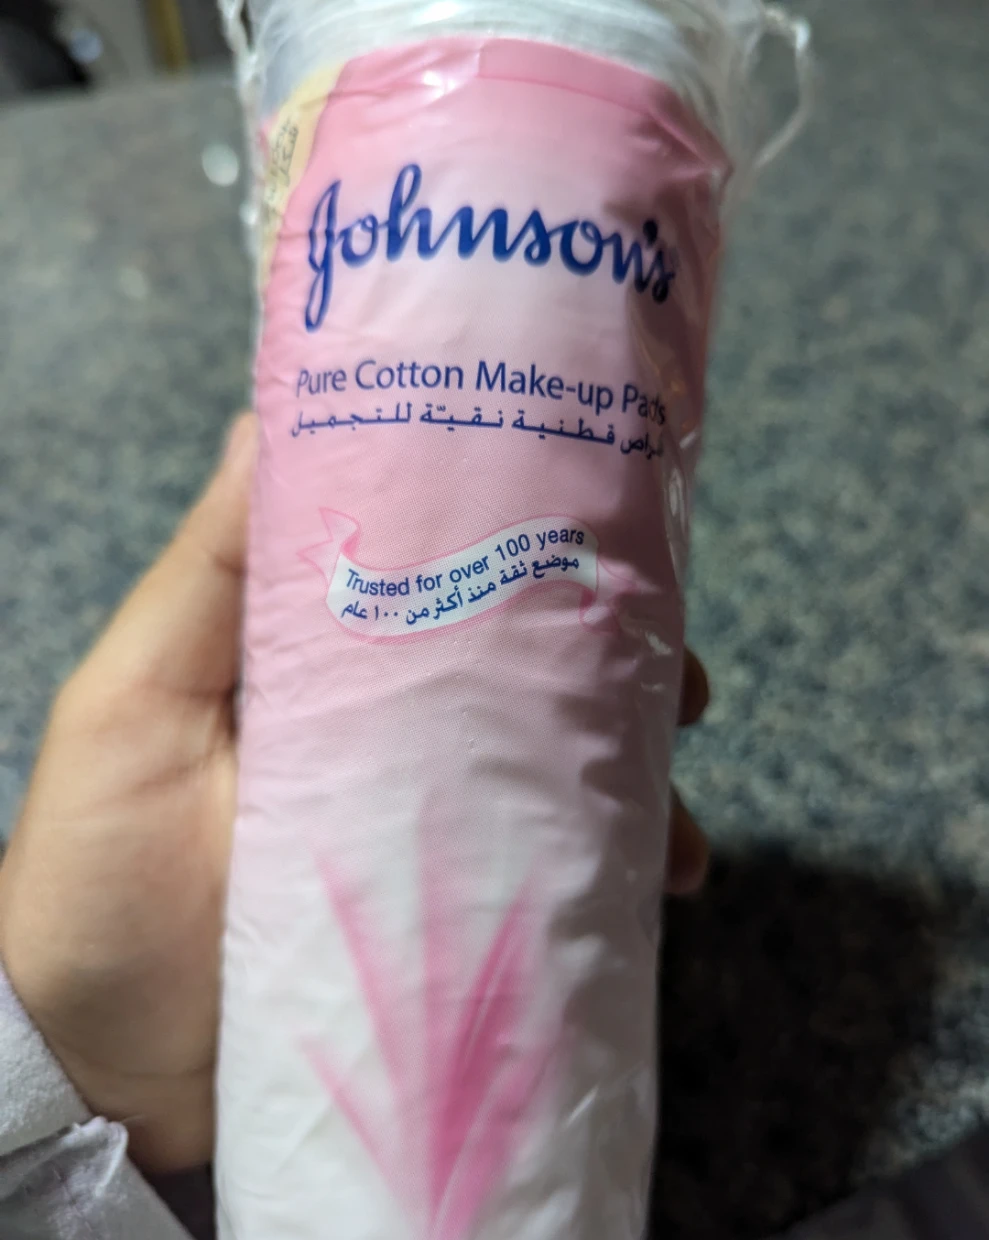 Johnson's
Pure Cotton Make-up Pads
قطنية نقيّة للتجميل
Trusted for over 100 years
موضع ثقة منذ أكثر من ١٠٠ عام